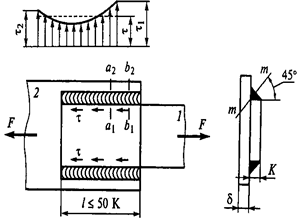 τ₂ τ τ₁
a₂ b₂
2
τ
1
F F
τ a₁ b₁
l ≤ 50 K
m 45°
m
δ K